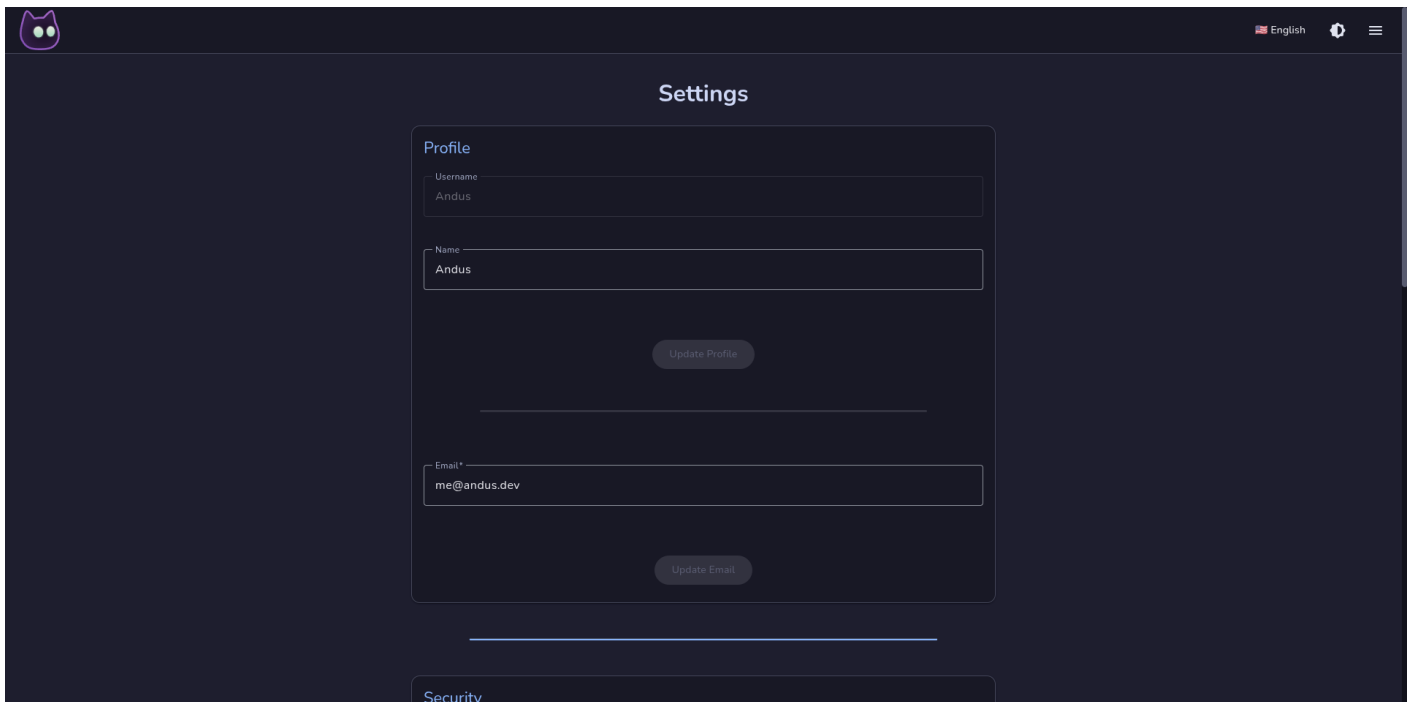 🇺🇸 English
Settings
Profile
Username
Andus
Name
Andus
Update Profile
Email*
me@andus.dev
Update Email
Security